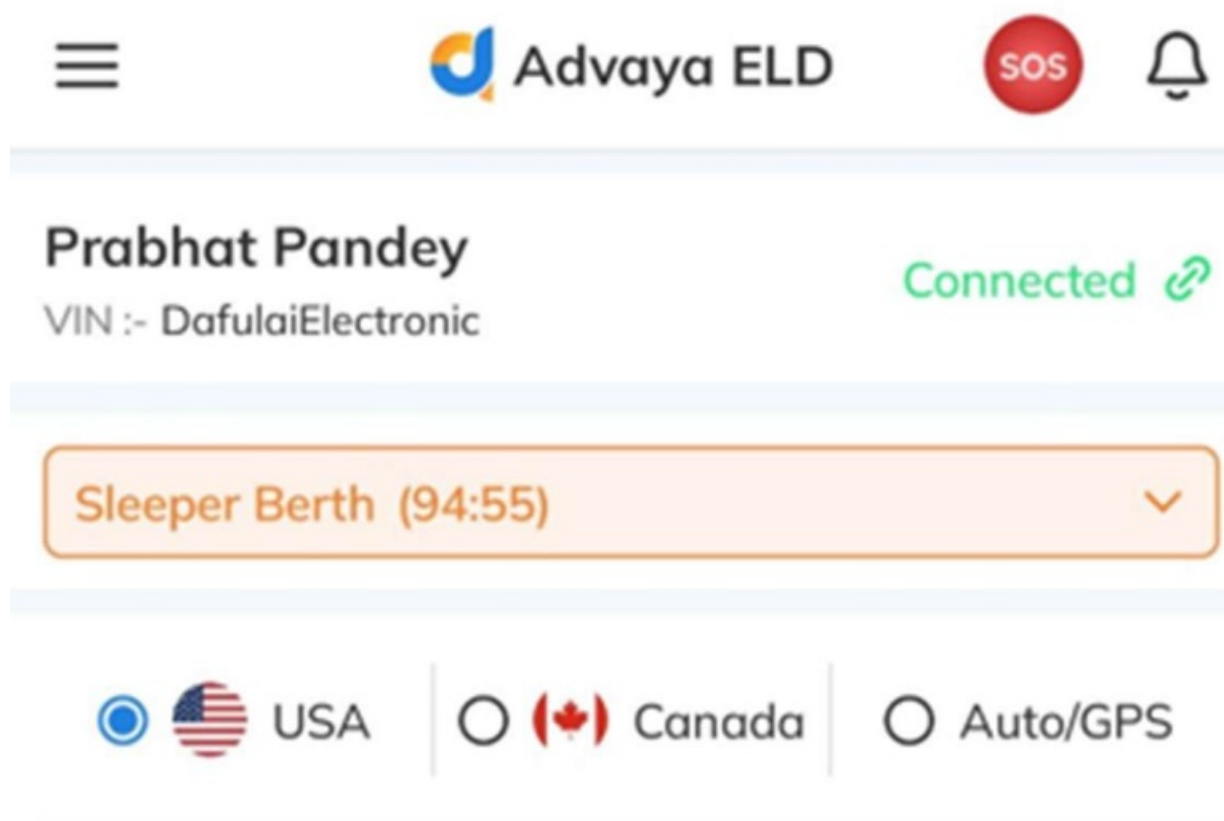 Advaya ELD SOS
Prabhat Pandey
VIN :- DafulaiElectronic
Connected
Sleeper Berth (94:55)
USA Canada Auto/GPS